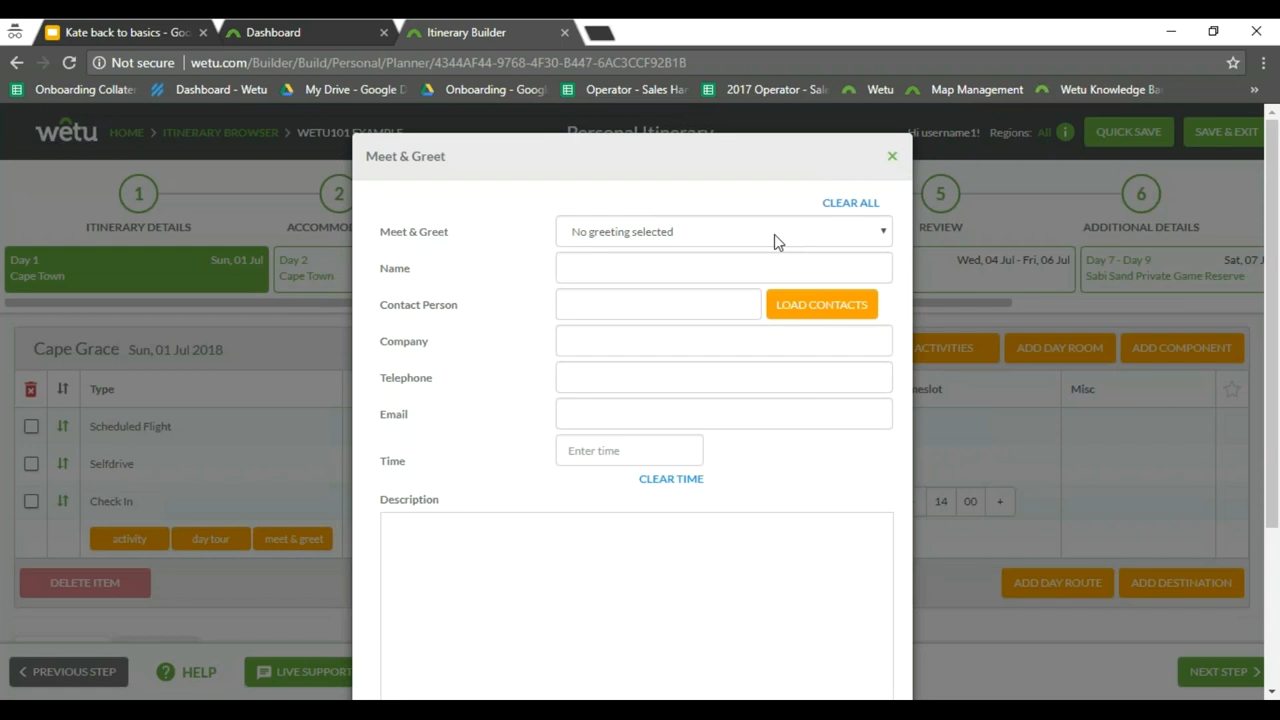 Kate back to basics - Goo
Dashboard
Itinerary Builder
Not secure
wetu.com/Builder/Build/Personal/Planner/4344AF44-9768-4F30-B447-6AC3CCF92B1B
Onboarding Collate
Dashboard - Wetu
My Drive - Google D
Onboarding - Googl
Operator - Sales Han
2017 Operator - Sale
Wetu
Map Management
Wetu Knowledge Ba
wetu
HOME > ITINERARY BROWSER > WETU101 EXAMPLE
Personal Itinerary
Hi username1!
Regions: All
QUICK SAVE
SAVE & EXIT
1
2
5
6
ITINERARY DETAILS
ACCOMMOD
REVIEW
ADDITIONAL DETAILS
Day 1
Sun, 01 Jul
Cape Town
Day 2
Cape Town
Wed, 04 Jul - Fri, 06 Jul
Day 7 - Day 9
Sat, 07 J
Sabi Sand Private Game Reserve
Meet & Greet
CLEAR ALL
Meet & Greet
No greeting selected
Name
Contact Person
LOAD CONTACTS
Company
Telephone
Email
Time
Enter time
CLEAR TIME
Description
Cape Grace Sun, 01 Jul 2018
ACTIVITIES
ADD DAY ROOM
ADD COMPONENT
Type
meslot
Misc
Scheduled Flight
Selfdrive
Check In
14
00
+
activity
day tour
meet & greet
DELETE ITEM
ADD DAY ROUTE
ADD DESTINATION
PREVIOUS STEP
HELP
LIVE SUPPORT
NEXT STEP